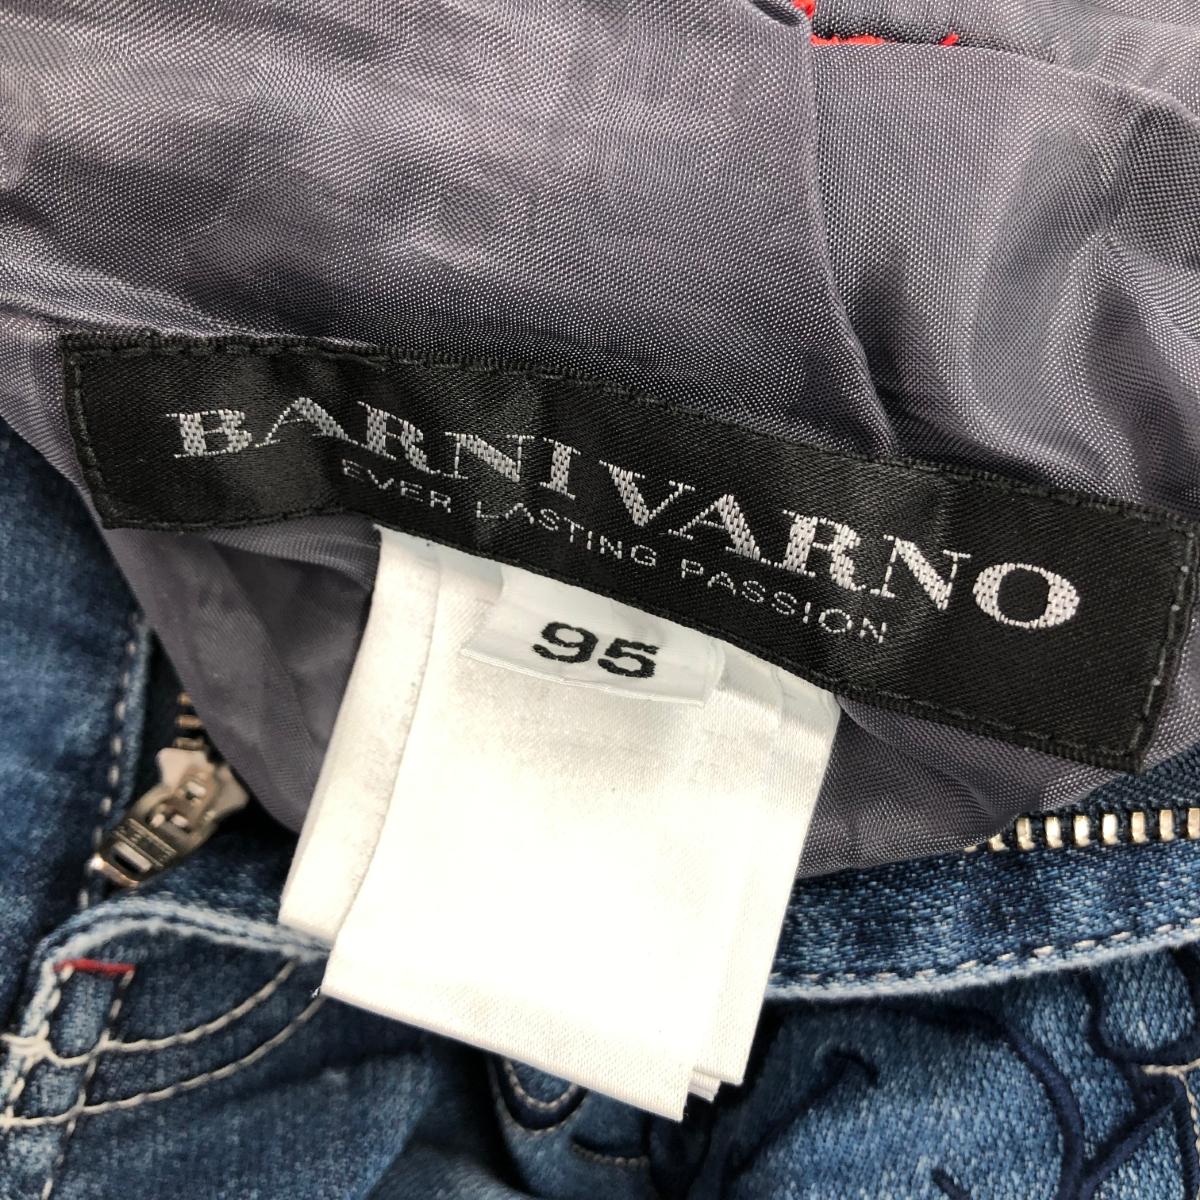 BARNIVARNO
EVER LASTING PASSION
95